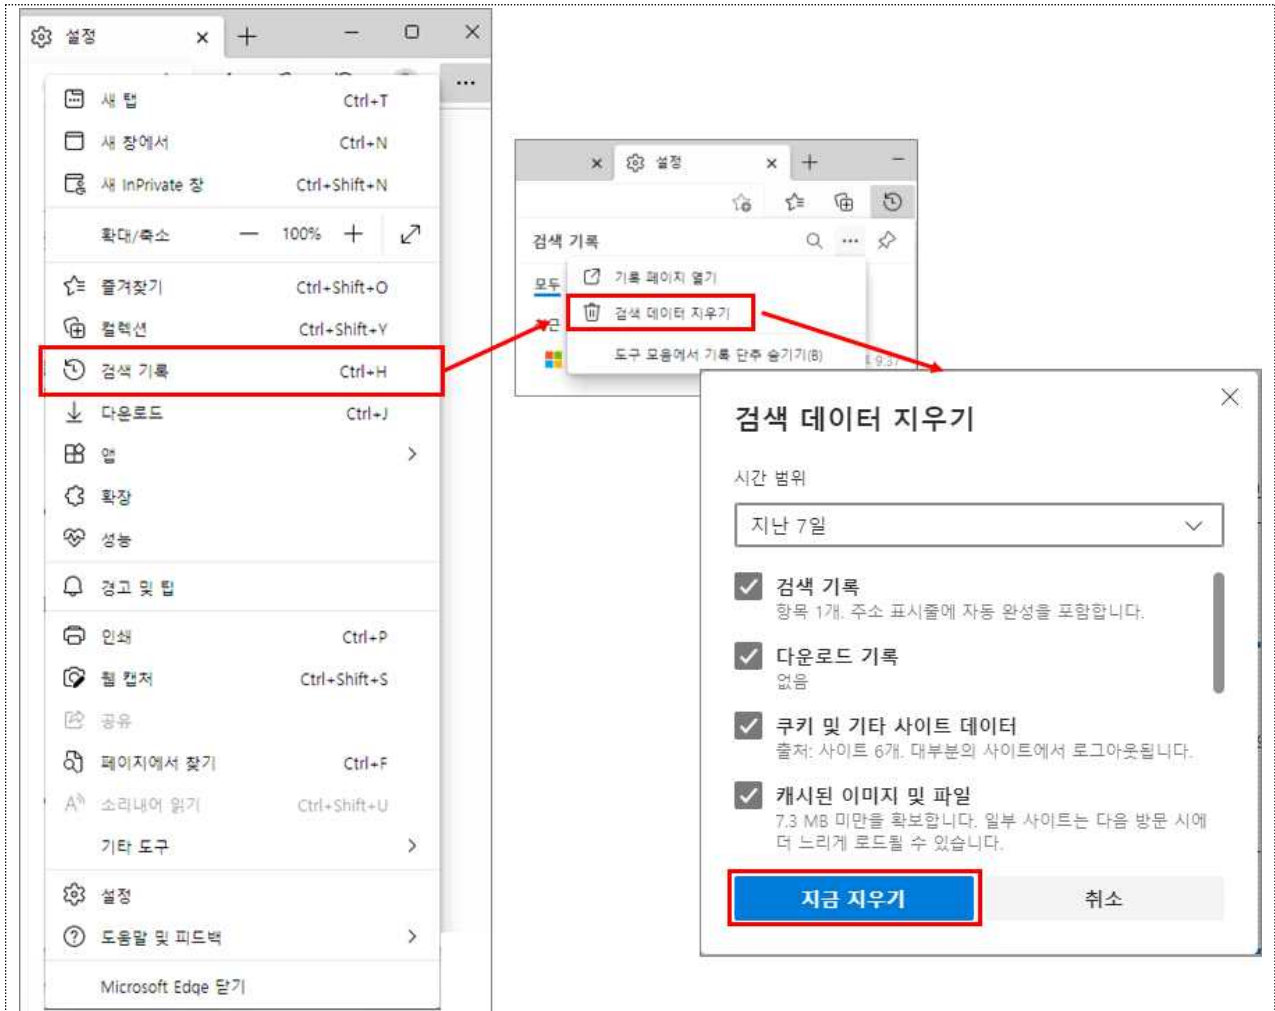 설정
새 탭 Ctrl+T
새 창에서 Ctrl+N
새 InPrivate 창 Ctrl+Shift+N
확대/축소 100%
즐겨찾기 Ctrl+Shift+O
컬렉션 Ctrl+Shift+Y
검색 기록 Ctrl+H
다운로드 Ctrl+J
앱
확장
성능
경고 및 팁
인쇄 Ctrl+P
웹 캡처 Ctrl+Shift+S
공유
페이지에서 찾기 Ctrl+F
소리내어 읽기 Ctrl+Shift+U
기타 도구
설정
도움말 및 피드백
Microsoft Edge 닫기
설정
검색 기록
모두
기록 페이지 열기
검색 데이터 지우기
도구 모음에서 기록 단추 숨기기(B)
9:37
검색 데이터 지우기
시간 범위
지난 7일
검색 기록
항목 1개. 주소 표시줄에 자동 완성을 포함합니다.
다운로드 기록
없음
쿠키 및 기타 사이트 데이터
출처: 사이트 6개. 대부분의 사이트에서 로그아웃됩니다.
캐시된 이미지 및 파일
7.3 MB 미만을 확보합니다. 일부 사이트는 다음 방문 시에
더 느리게 로드될 수 있습니다.
지금 지우기 취소